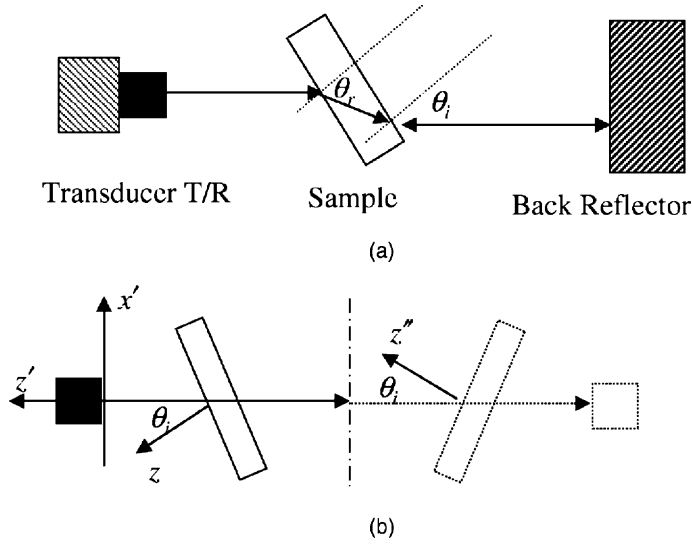 θr
θi
Transducer T/R
Sample
Back Reflector
(a)
x′
z′
θi
z
z″
θi
(b)